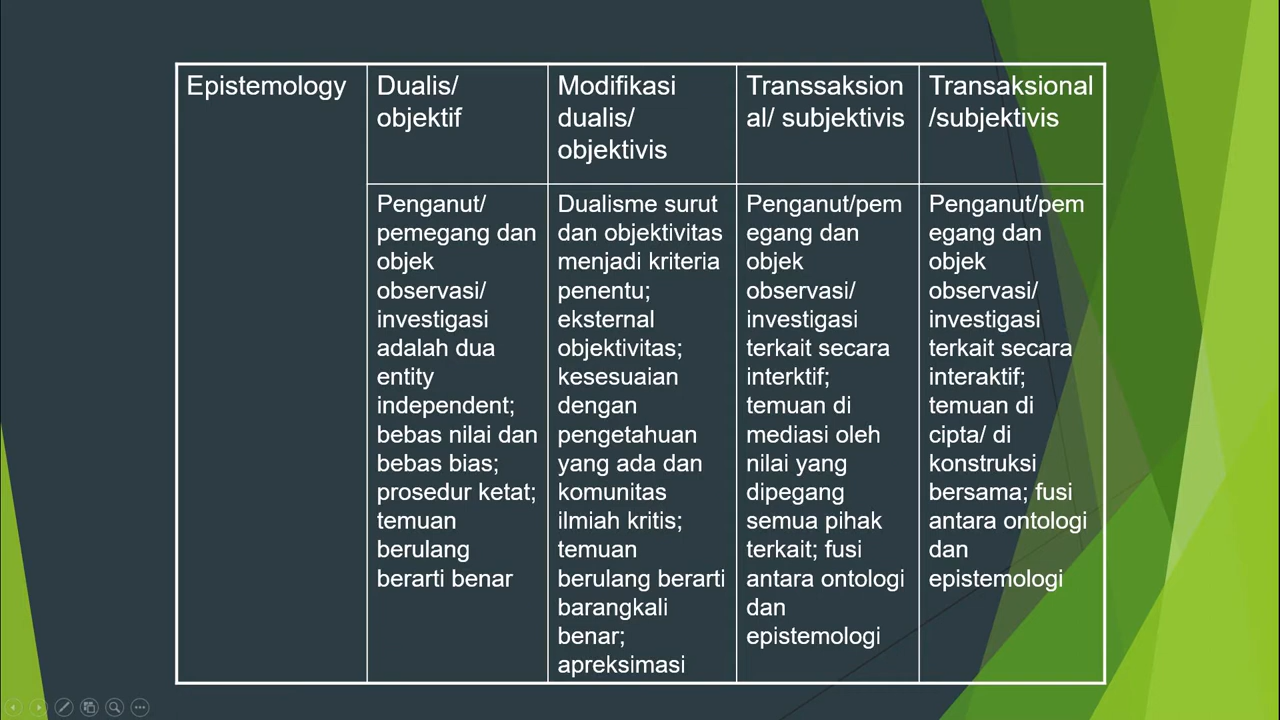 Epistemology
Dualis/
objektif
Modifikasi
dualis/
objektivis
Transsaksion
al/ subjektivis
Transaksional
/subjektivis
Penganut/
pemegang dan
objek
observasi/
investigasi
adalah dua
entity
independent;
bebas nilai dan
bebas bias;
prosedur ketat;
temuan
berulang
berarti benar
Dualisme surut
dan objektivitas
menjadi kriteria
penentu;
eksternal
objektivitas;
kesesuaian
dengan
pengetahuan
yang ada dan
komunitas
ilmiah kritis;
temuan
berulang berarti
barangkali
benar;
apreksimasi
Penganut/pem
egang dan
objek
observasi/
investigasi
terkait secara
interktif;
temuan di
mediasi oleh
nilai yang
dipegang
semua pihak
terkait; fusi
antara ontologi
dan
epistemologi
Penganut/pem
egang dan
objek
observasi/
investigasi
terkait secara
interaktif;
temuan di
cipta/ di
konstruksi
bersama; fusi
antara ontologi
dan
epistemologi